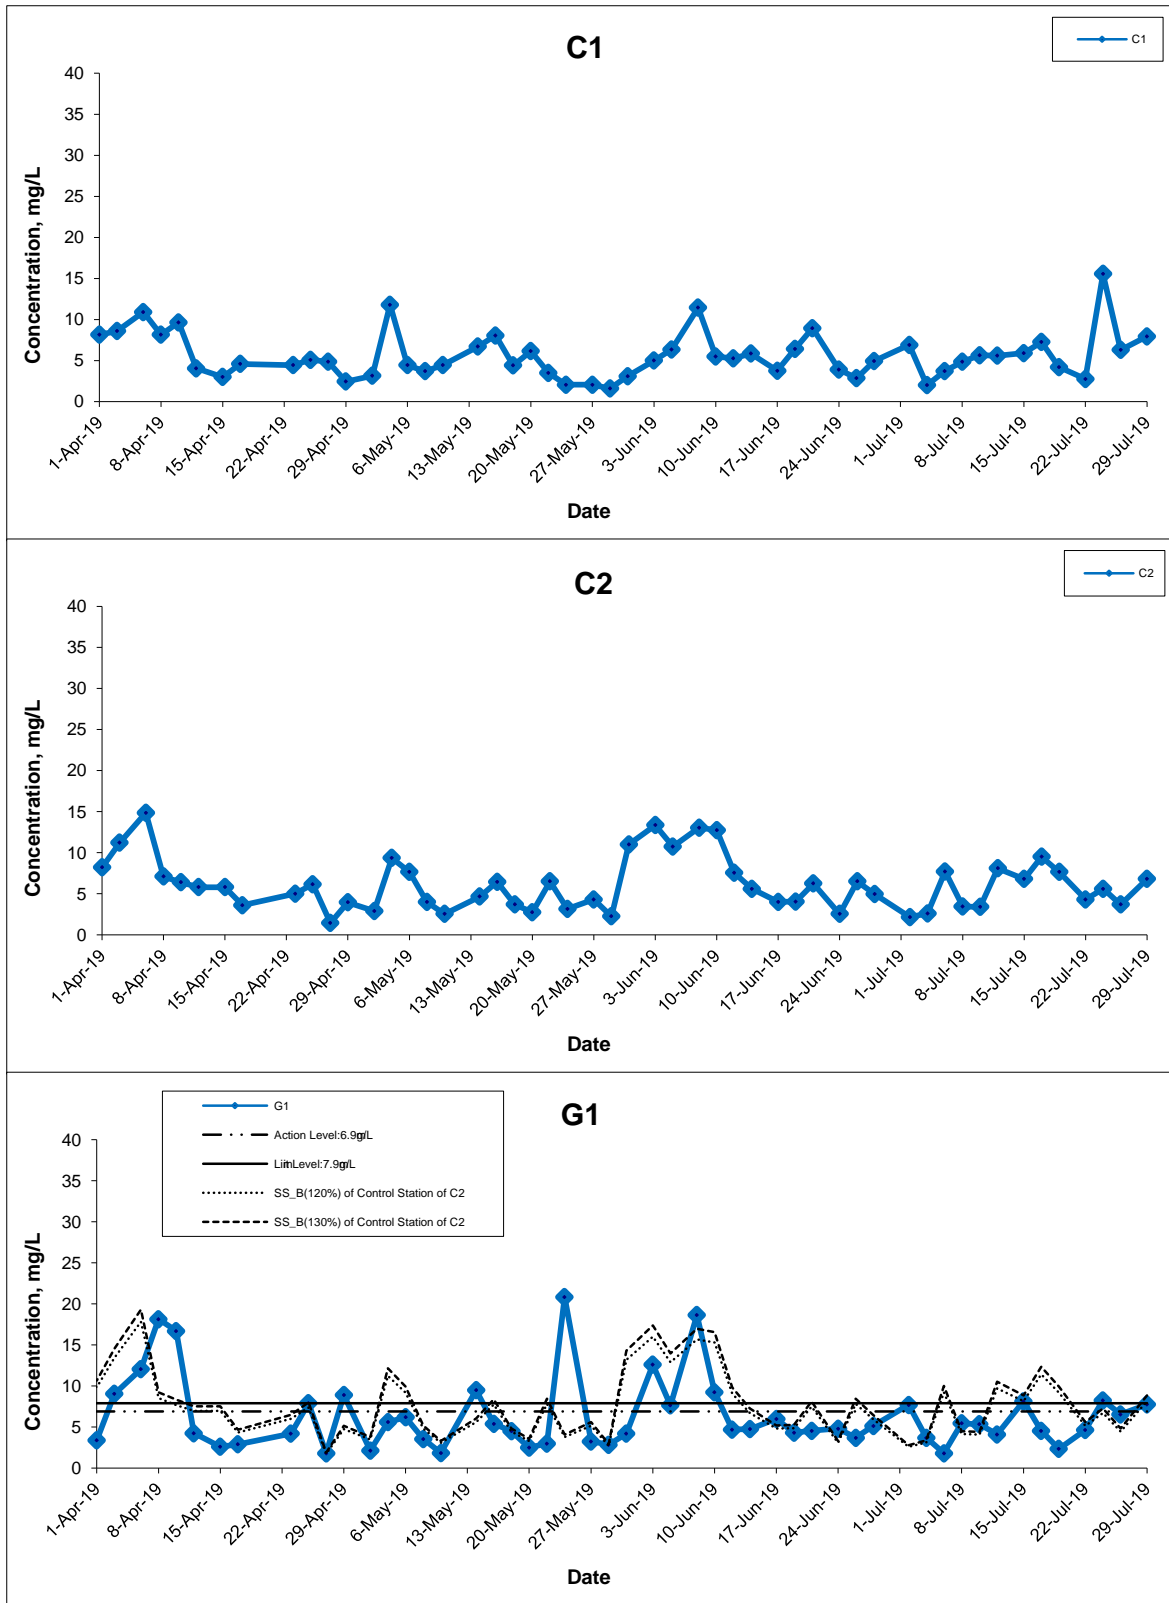 C1
C1
40
35
30
25
20
15
10
5
0
Concentration, mg/L
1-Apr-19
8-Apr-19
15-Apr-19
22-Apr-19
29-Apr-19
6-May-19
13-May-19
20-May-19
27-May-19
3-Jun-19
10-Jun-19
17-Jun-19
24-Jun-19
1-Jul-19
8-Jul-19
15-Jul-19
22-Jul-19
29-Jul-19
Date
C2
C2
40
35
30
25
20
15
10
5
0
Concentration, mg/L
1-Apr-19
8-Apr-19
15-Apr-19
22-Apr-19
29-Apr-19
6-May-19
13-May-19
20-May-19
27-May-19
3-Jun-19
10-Jun-19
17-Jun-19
24-Jun-19
1-Jul-19
8-Jul-19
15-Jul-19
22-Jul-19
29-Jul-19
Date
G1
G1
Action Level:6.9mg/L
Limit Level:7.9mg/L
SS_B(120%) of Control Station of C2
SS_B(130%) of Control Station of C2
40
35
30
25
20
15
10
5
0
Concentration, mg/L
1-Apr-19
8-Apr-19
15-Apr-19
22-Apr-19
29-Apr-19
6-May-19
13-May-19
20-May-19
27-May-19
3-Jun-19
10-Jun-19
17-Jun-19
24-Jun-19
1-Jul-19
8-Jul-19
15-Jul-19
22-Jul-19
29-Jul-19
Date